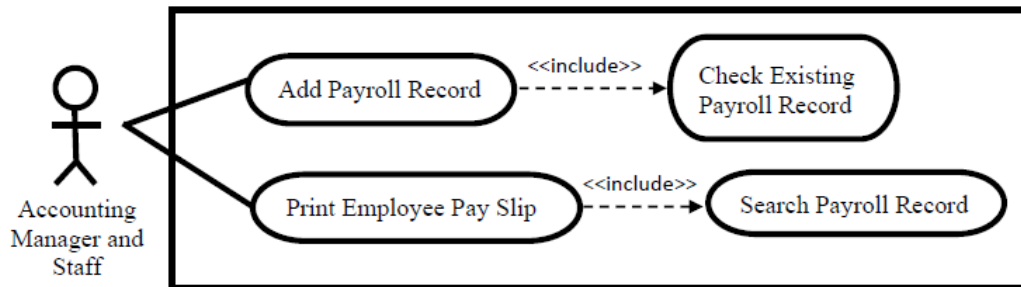 <<include>>
Add Payroll Record
Check Existing
Payroll Record
<<include>>
Print Employee Pay Slip
Search Payroll Record
Accounting
Manager and
Staff